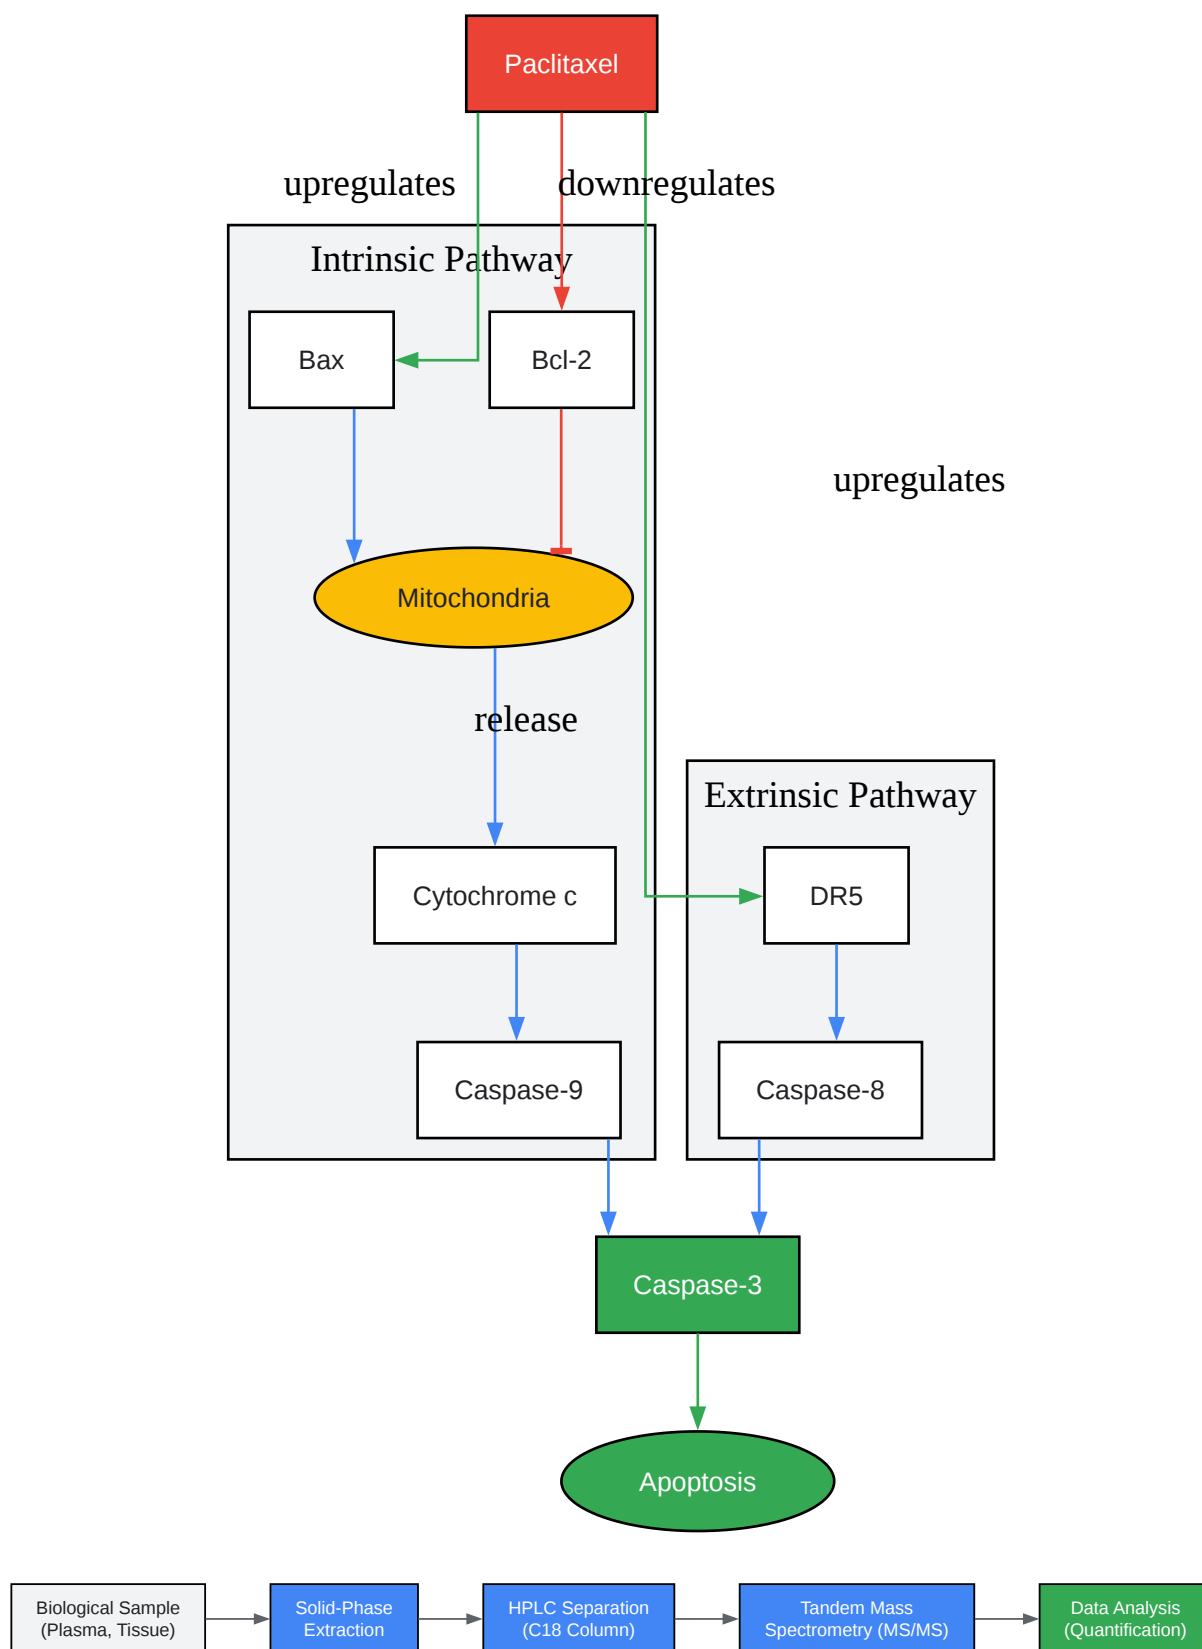 Paclitaxel
upregulates
downregulates
Intrinsic Pathway
Bax
Bcl-2
upregulates
Mitochondria
release
Extrinsic Pathway
Cytochrome c
DR5
Caspase-9
Caspase-8
Caspase-3
Apoptosis
Biological Sample
(Plasma, Tissue)
Solid-Phase
Extraction
HPLC Separation
(C18 Column)
Tandem Mass
Spectrometry (MS/MS)
Data Analysis
(Quantification)